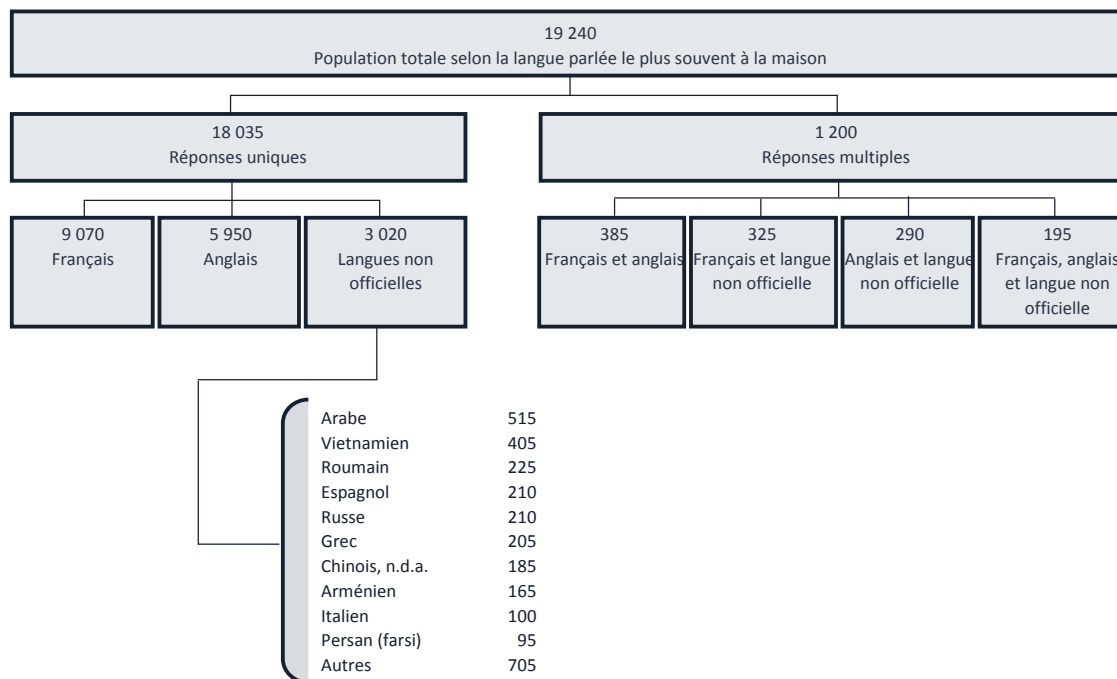 19 240
Population totale selon la langue parlée le plus souvent à la maison
18 035
Réponses uniques
1 200
Réponses multiples
9 070
Français
5 950
Anglais
3 020
Langues non
officielles
385
Français et anglais
325
Français et langue
non officielle
290
Anglais et langue
non officielle
195
Français, anglais
et langue non
officielle
Arabe 515
Vietnamien 405
Roumain 225
Espagnol 210
Russe 210
Grec 205
Chinois, n.d.a. 185
Arménien 165
Italien 100
Persan (farsi) 95
Autres 705